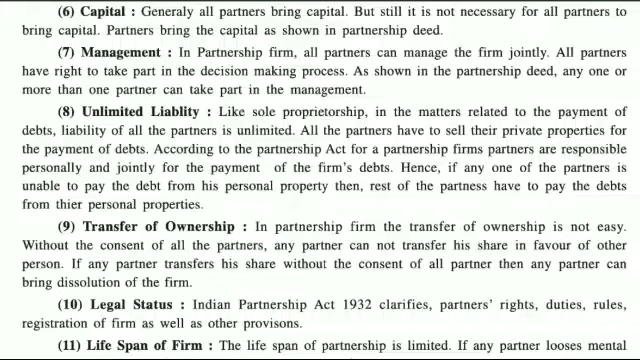 (6) Capital : Generaly all partners bring capital. But still it is not necessary for all partners to
bring capital. Partners bring the capital as shown in partnership deed.
(7) Management : In Partnership firm, all partners can manage the firm jointly. All partners
have right to take part in the decision making process. As shown in the partnership deed, any one or
more than one partner can take part in the management.
(8) Unlimited Liablity : Like sole proprietorship, in the matters related to the payment of
debts, liability of all the partners is unlimited. All the partners have to sell their private properties for
the payment of debts. According to the partnership Act for a partnership firms partners are responsible
personally and jointly for the payment of the firm's debts. Hence, if any one of the partners is
unable to pay the debt from his personal property then, rest of the partness have to pay the debts
from thier personal properties.
(9) Transfer of Ownership : In partnership firm the transfer of ownership is not easy.
Without the consent of all the partners, any partner can not transfer his share in favour of other
person. If any partner transfers his share without the consent of all partner then any partner can
bring dissolution of the firm.
(10) Legal Status : Indian Partnership Act 1932 clarifies, partners' rights, duties, rules,
registration of firm as well as other provisons.
(11) Life Span of Firm : The life span of partnership is limited. If any partner looses mental